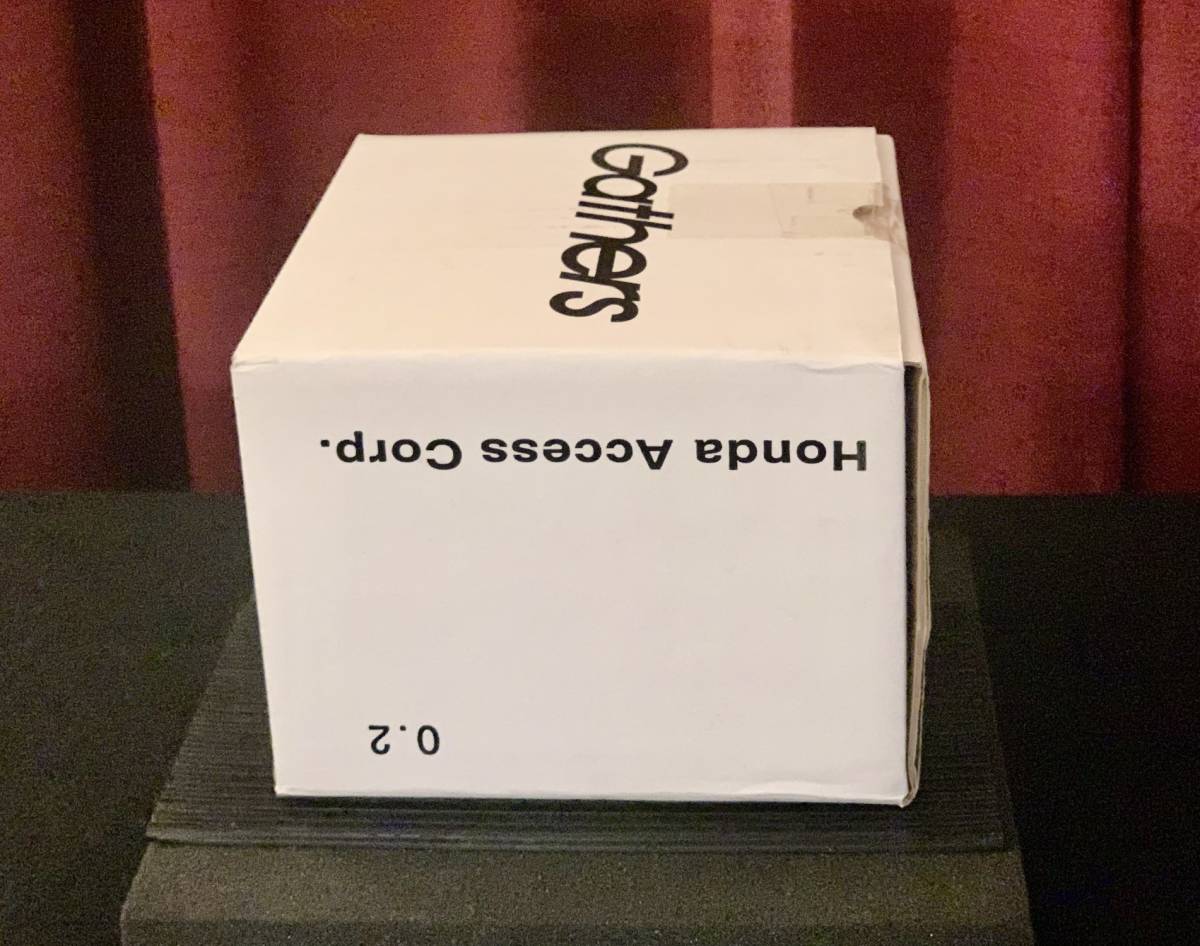 Gathers
Honda Access Corp.
0.2